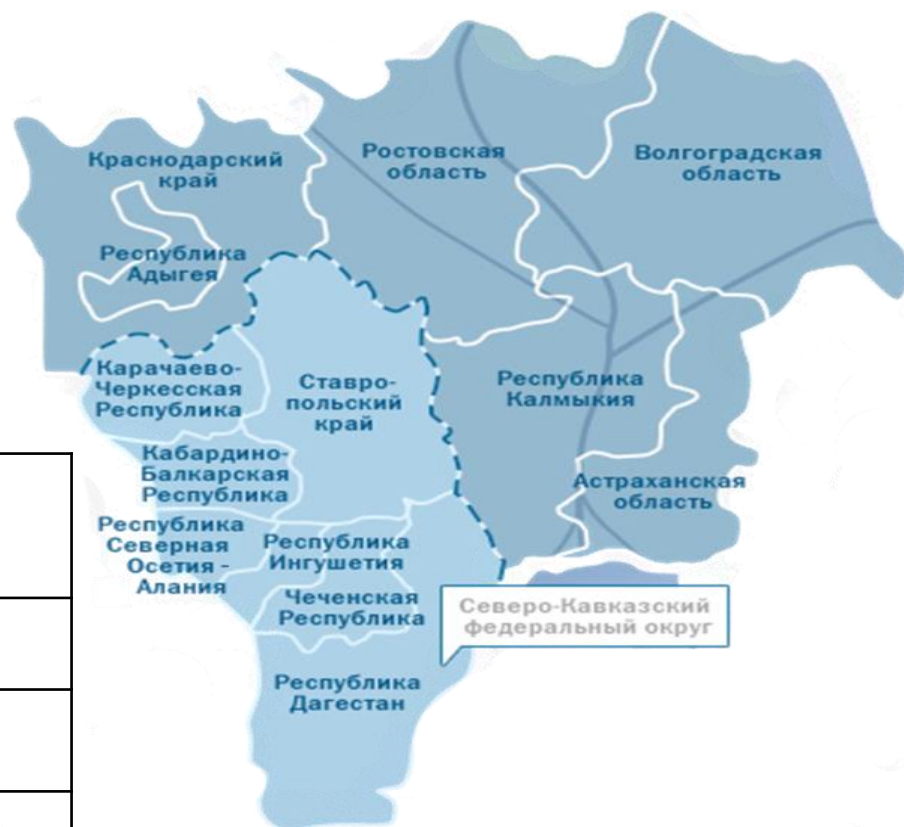 Краснодарский
край
Ростовская
область
Волгоградская
область
Республика
Адыгея
Карачаево-
Черкесская
Республика
Ставро-
польский
край
Республика
Калмыкия
Кабардино-
Балкарская
Республика
Астраханская
область
Республика
Северная
Осетия -
Алания
Республика
Ингушетия
Чеченская
Республика
Северо-Кавказский
федеральный округ
Республика
Дагестан